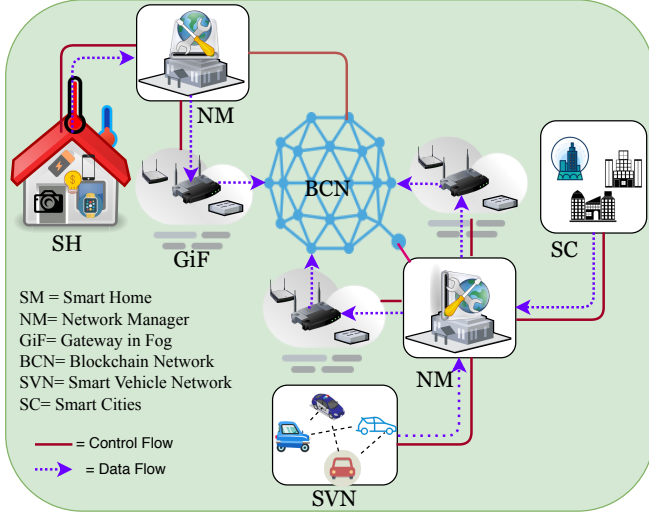 NM
BCN
SH
GiF
SC
SM = Smart Home
NM= Network Manager
GiF= Gateway in Fog
BCN= Blockchain Network
SVN= Smart Vehicle Network
SC= Smart Cities
NM
= Control Flow
= Data Flow
SVN